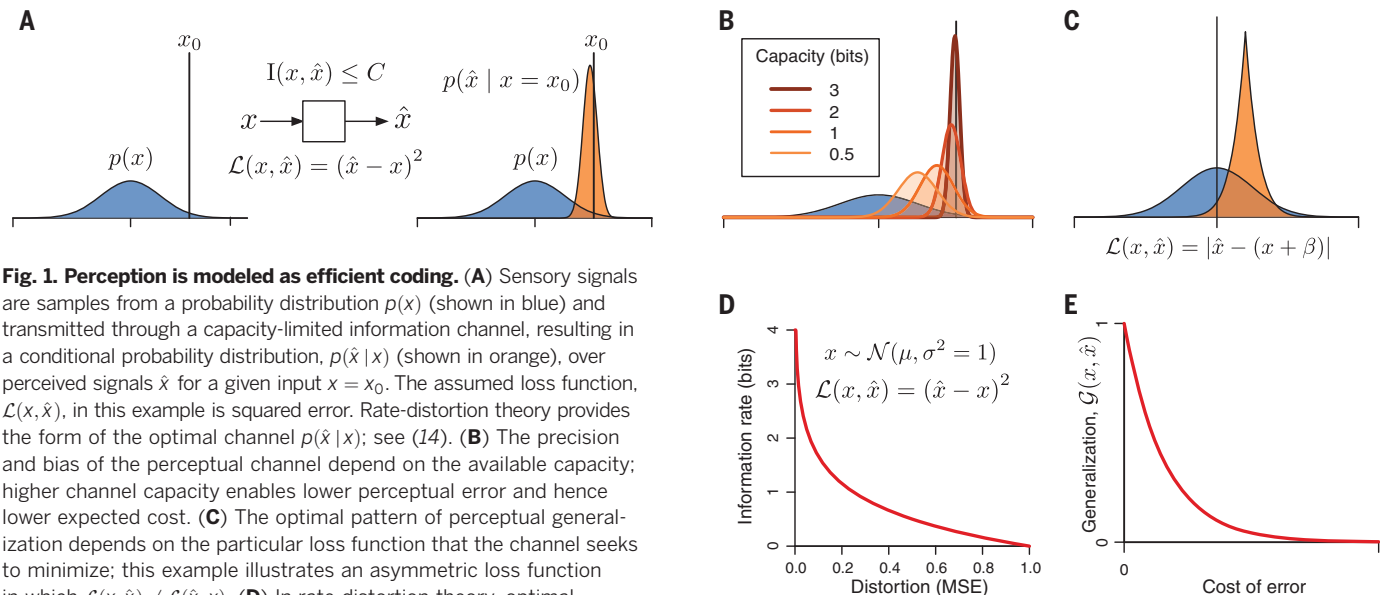 A
x₀
I(x, x̂) ≤ C
x
x̂
p(x)
ℒ(x, x̂) = (x̂ − x)²
x₀
p(x̂ | x = x₀)
p(x)
B
Capacity (bits)
3
2
1
0.5
C
ℒ(x, x̂) = |x̂ − (x + β)|
Fig. 1. Perception is modeled as efficient coding. (A) Sensory signals
are samples from a probability distribution p(x) (shown in blue) and
transmitted through a capacity-limited information channel, resulting in
a conditional probability distribution, p(x̂ | x) (shown in orange), over
perceived signals x̂ for a given input x = x₀. The assumed loss function,
ℒ(x, x̂), in this example is squared error. Rate-distortion theory provides
the form of the optimal channel p(x̂ | x); see (14). (B) The precision
and bias of the perceptual channel depend on the available capacity;
higher channel capacity enables lower perceptual error and hence
lower expected cost. (C) The optimal pattern of perceptual general-
ization depends on the particular loss function that the channel seeks
to minimize; this example illustrates an asymmetric loss function
in which ℒ(x, x̂) ≠ ℒ(x̂, x). (D) In rate-distortion theory, optimal
D
Information rate (bits)
4
3
2
1
0
x ∼ 𝒩(μ, σ² = 1)
ℒ(x, x̂) = (x̂ − x)²
0.0 0.2 0.4 0.6 0.8 1.0
Distortion (MSE)
E
Generalization, 𝒢(x, x̂)
1
0
0
Cost of error